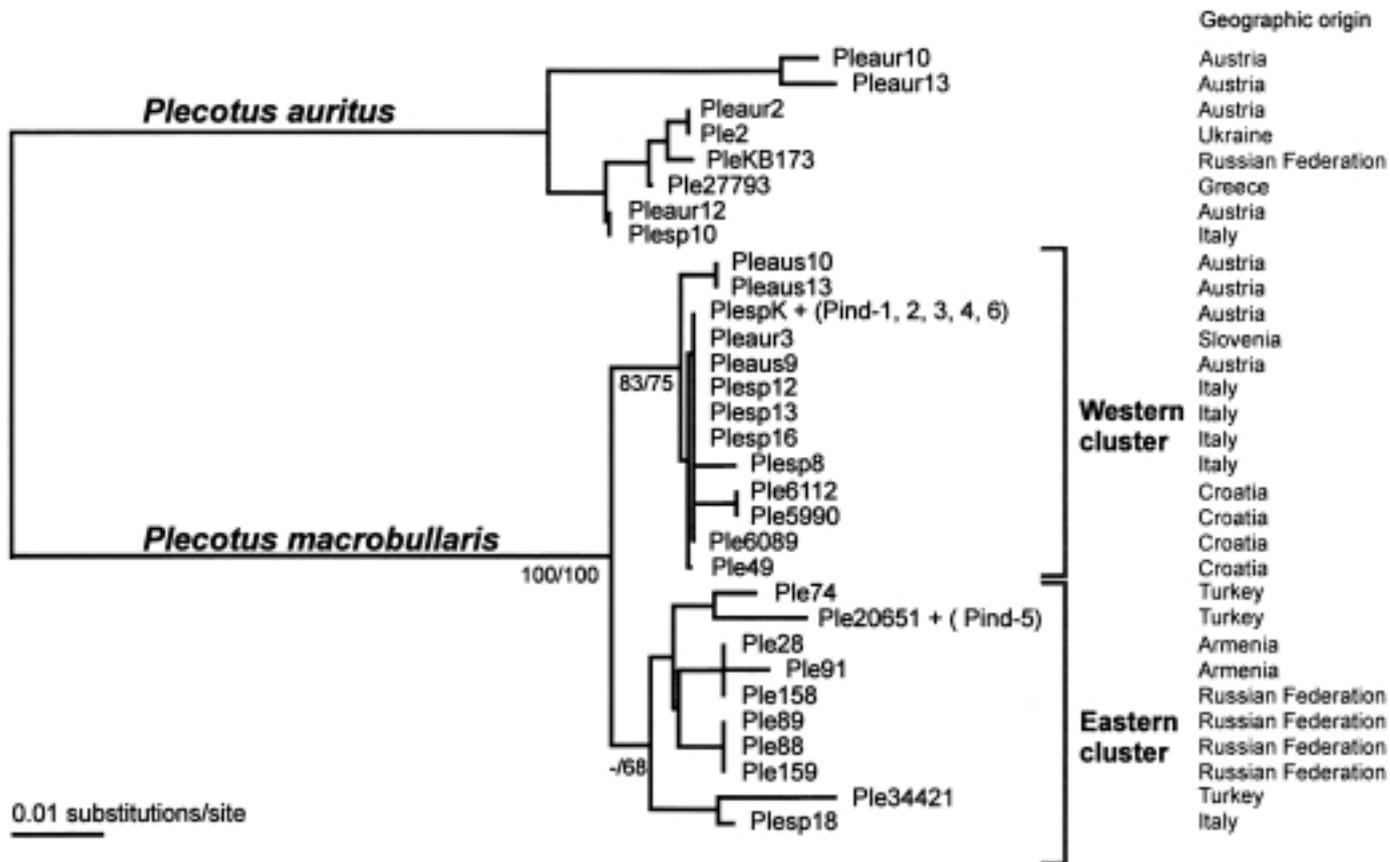 Geographic origin
Pleaur10 Austria
Pleaur13 Austria
Plecotus auritus
Pleaur2 Austria
Ple2 Ukraine
PleKB173 Russian Federation
Ple27793 Greece
Pleaur12 Austria
Plesp10 Italy
Pleaus10 Austria
Pleaus13 Austria
PlespK + (Pind-1, 2, 3, 4, 6) Austria
Pleaur3 Slovenia
Pleaus9 Austria
83/75
Plesp12 Italy
Plesp13 Italy
Western
cluster
Plesp16 Italy
Plesp8 Italy
Ple6112 Croatia
Ple5990 Croatia
Plecotus macrobullaris
Ple6089 Croatia
Ple49 Croatia
100/100
Ple74 Turkey
Ple20651 + ( Pind-5) Turkey
Ple28 Armenia
Ple91 Armenia
Ple158 Russian Federation
Ple89 Russian Federation
Eastern
cluster
Ple88 Russian Federation
Ple159 Russian Federation
-/68
Ple34421 Turkey
Plesp18 Italy
0.01 substitutions/site